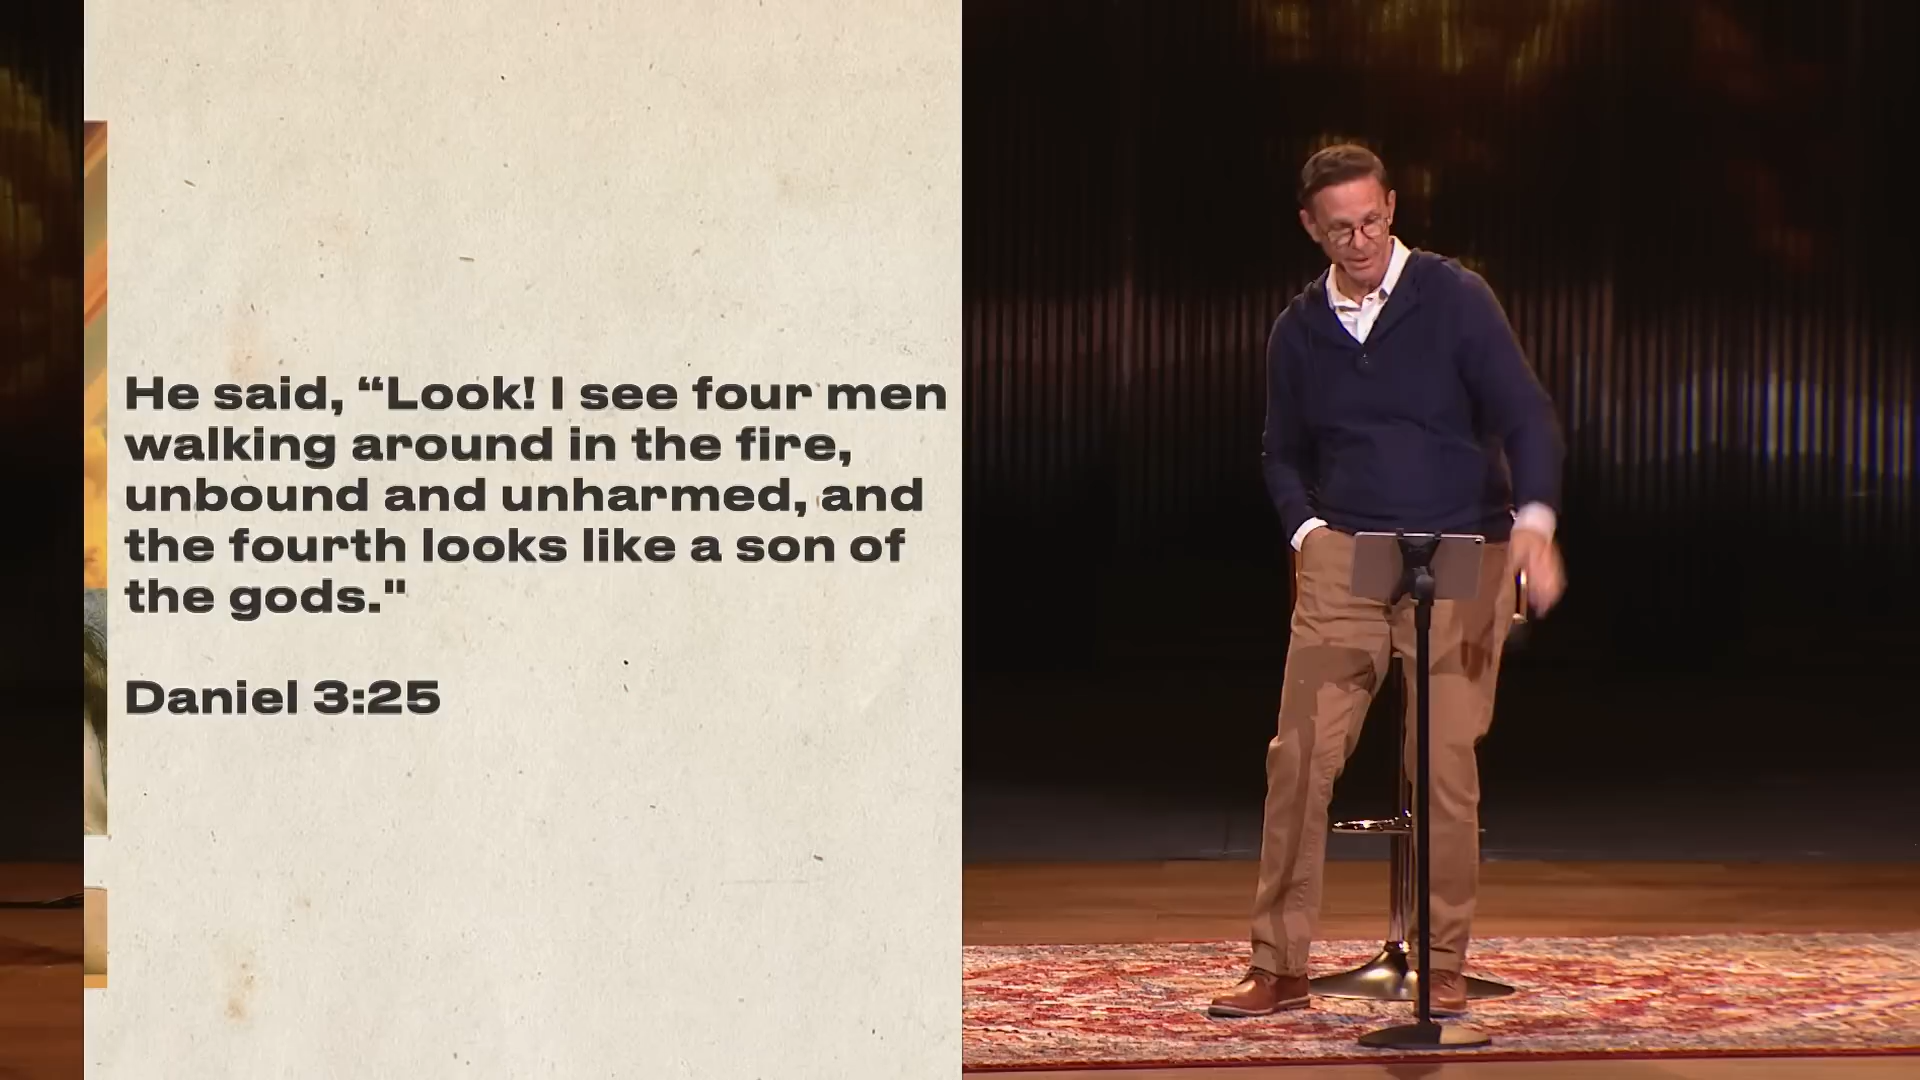 He said, “Look! I see four men
walking around in the fire,
unbound and unharmed, and
the fourth looks like a son of
the gods."
Daniel 3:25